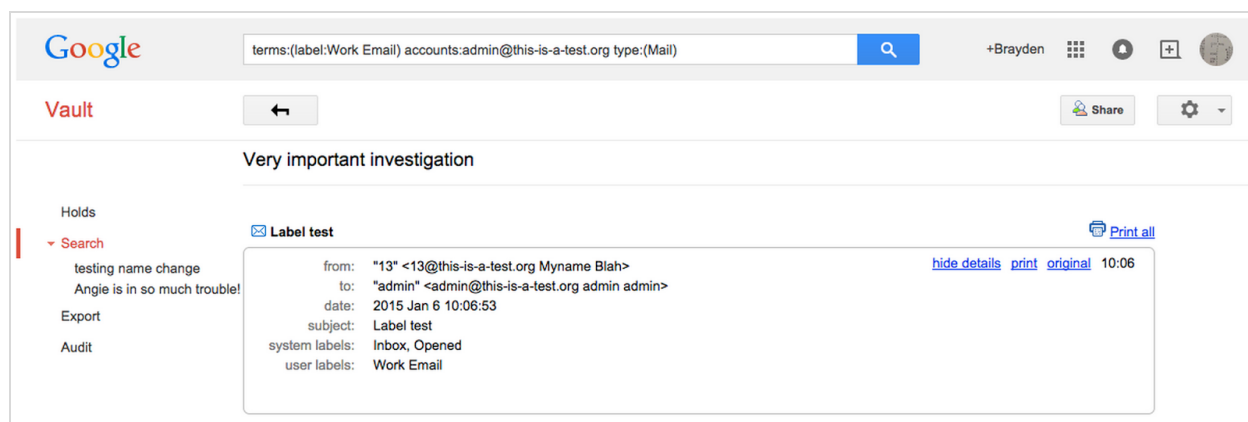 Google
terms:(label:Work Email) accounts:admin@this-is-a-test.org type:(Mail)
+Brayden
Vault
Share
Very important investigation
Holds
Search
testing name change
Angie is in so much trouble!
Export
Audit
Label test
Print all
from: "13" <13@this-is-a-test.org Myname Blah>
hide details print original 10:06
to: "admin" <admin@this-is-a-test.org admin admin>
date: 2015 Jan 6 10:06:53
subject: Label test
system labels: Inbox, Opened
user labels: Work Email